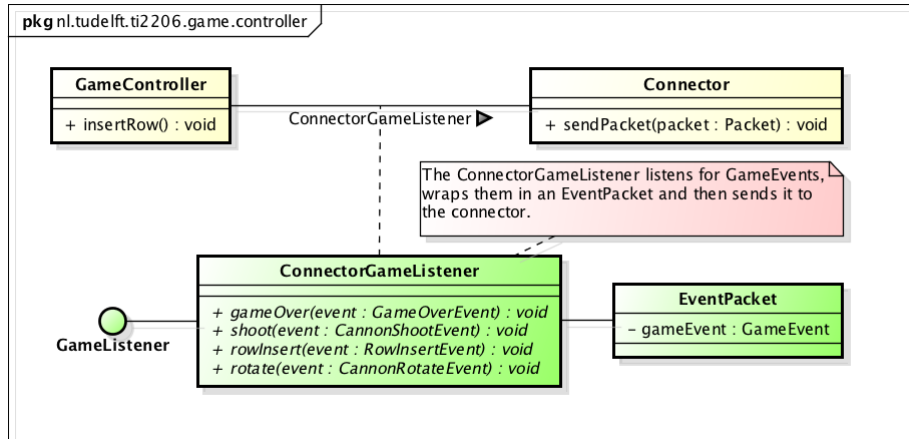 pkg nl.tudelft.ti2206.game.controller
GameController
+ insertRow() : void
ConnectorGameListener
Connector
+ sendPacket(packet : Packet) : void
The ConnectorGameListener listens for GameEvents,
wraps them in an EventPacket and then sends it to
the connector.
GameListener
ConnectorGameListener
+ gameOver(event : GameOverEvent) : void
+ shoot(event : CannonShootEvent) : void
+ rowInsert(event : RowInsertEvent) : void
+ rotate(event : CannonRotateEvent) : void
EventPacket
- gameEvent : GameEvent